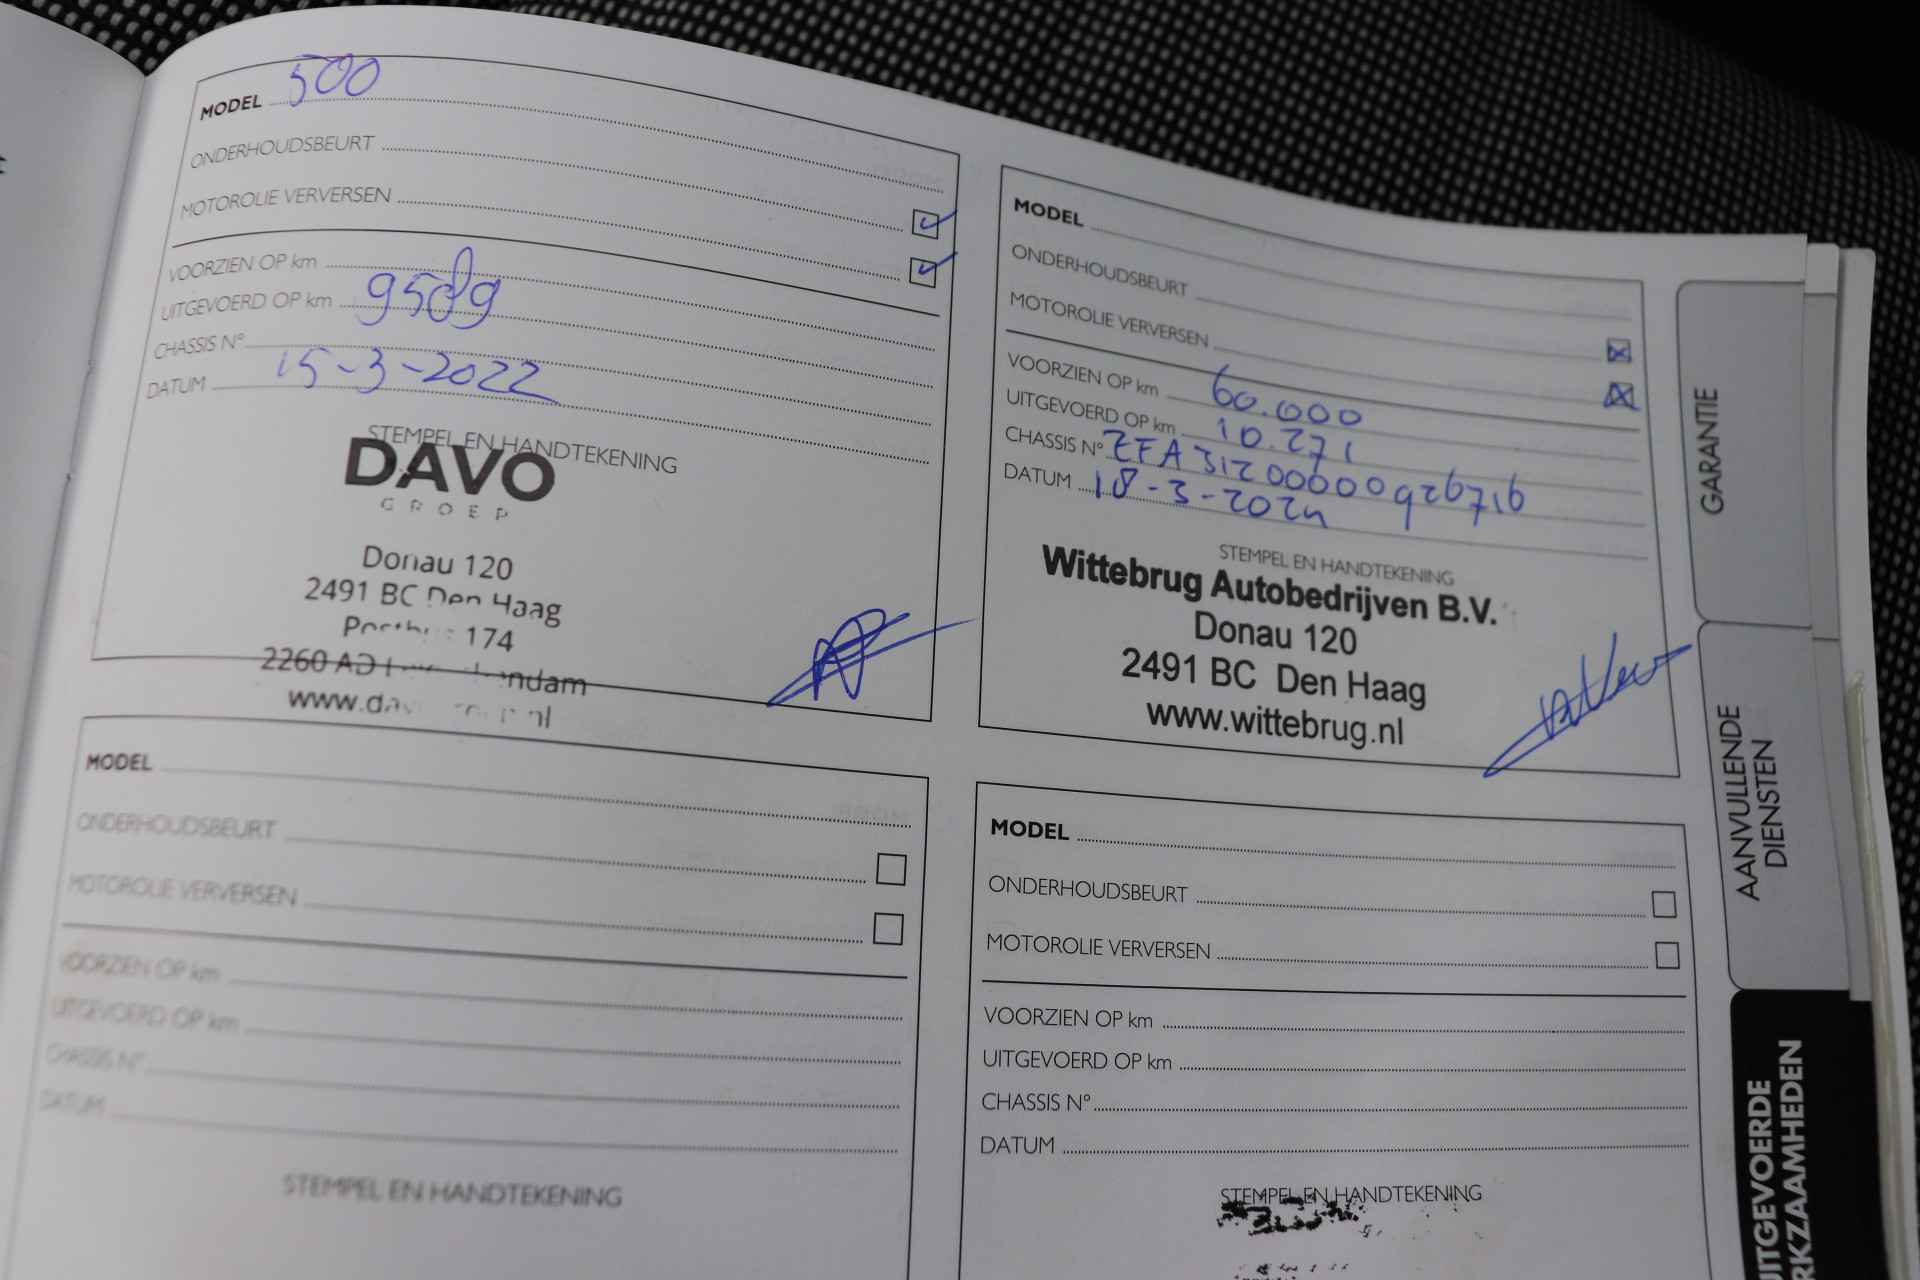 MODEL 500
ONDERHOUDSBEURT
MOTOROLIE VERVERSEN
VOORZIEN OP km
UITGEVOERD OP km 9589
CHASSIS N°
DATUM 15-3-2022
STEMPEL EN HANDTEKENING
DAVO
GROEP
Donau 120
2491 BC Den Haag
174
2260 AD
MODEL
ONDERHOUDSBEURT
MOTOROLIE VERVERSEN
VOORZIEN OP km 60.000
UITGEVOERD OP km 10.271
CHASSIS N° ZFA31200000926716
DATUM 18-3-2024
STEMPEL EN HANDTEKENING
Wittebrug Autobedrijven B.V.
Donau 120
2491 BC Den Haag
www.wittebrug.nl
MODEL
ONDERHOUDSBEURT
MOTOROLIE VERVERSEN
VOORZIEN OP km
UITGEVOERD OP km
CHASSIS N°
DATUM
STEMPEL EN HANDTEKENING
MODEL
ONDERHOUDSBEURT
MOTOROLIE VERVERSEN
VOORZIEN OP km
UITGEVOERD OP km
CHASSIS N°
DATUM
STEMPEL EN HANDTEKENING
GARANTIE
AANVULLENDE
DIENSTEN
UITGEVOERDE
RKZAAMHEDEN